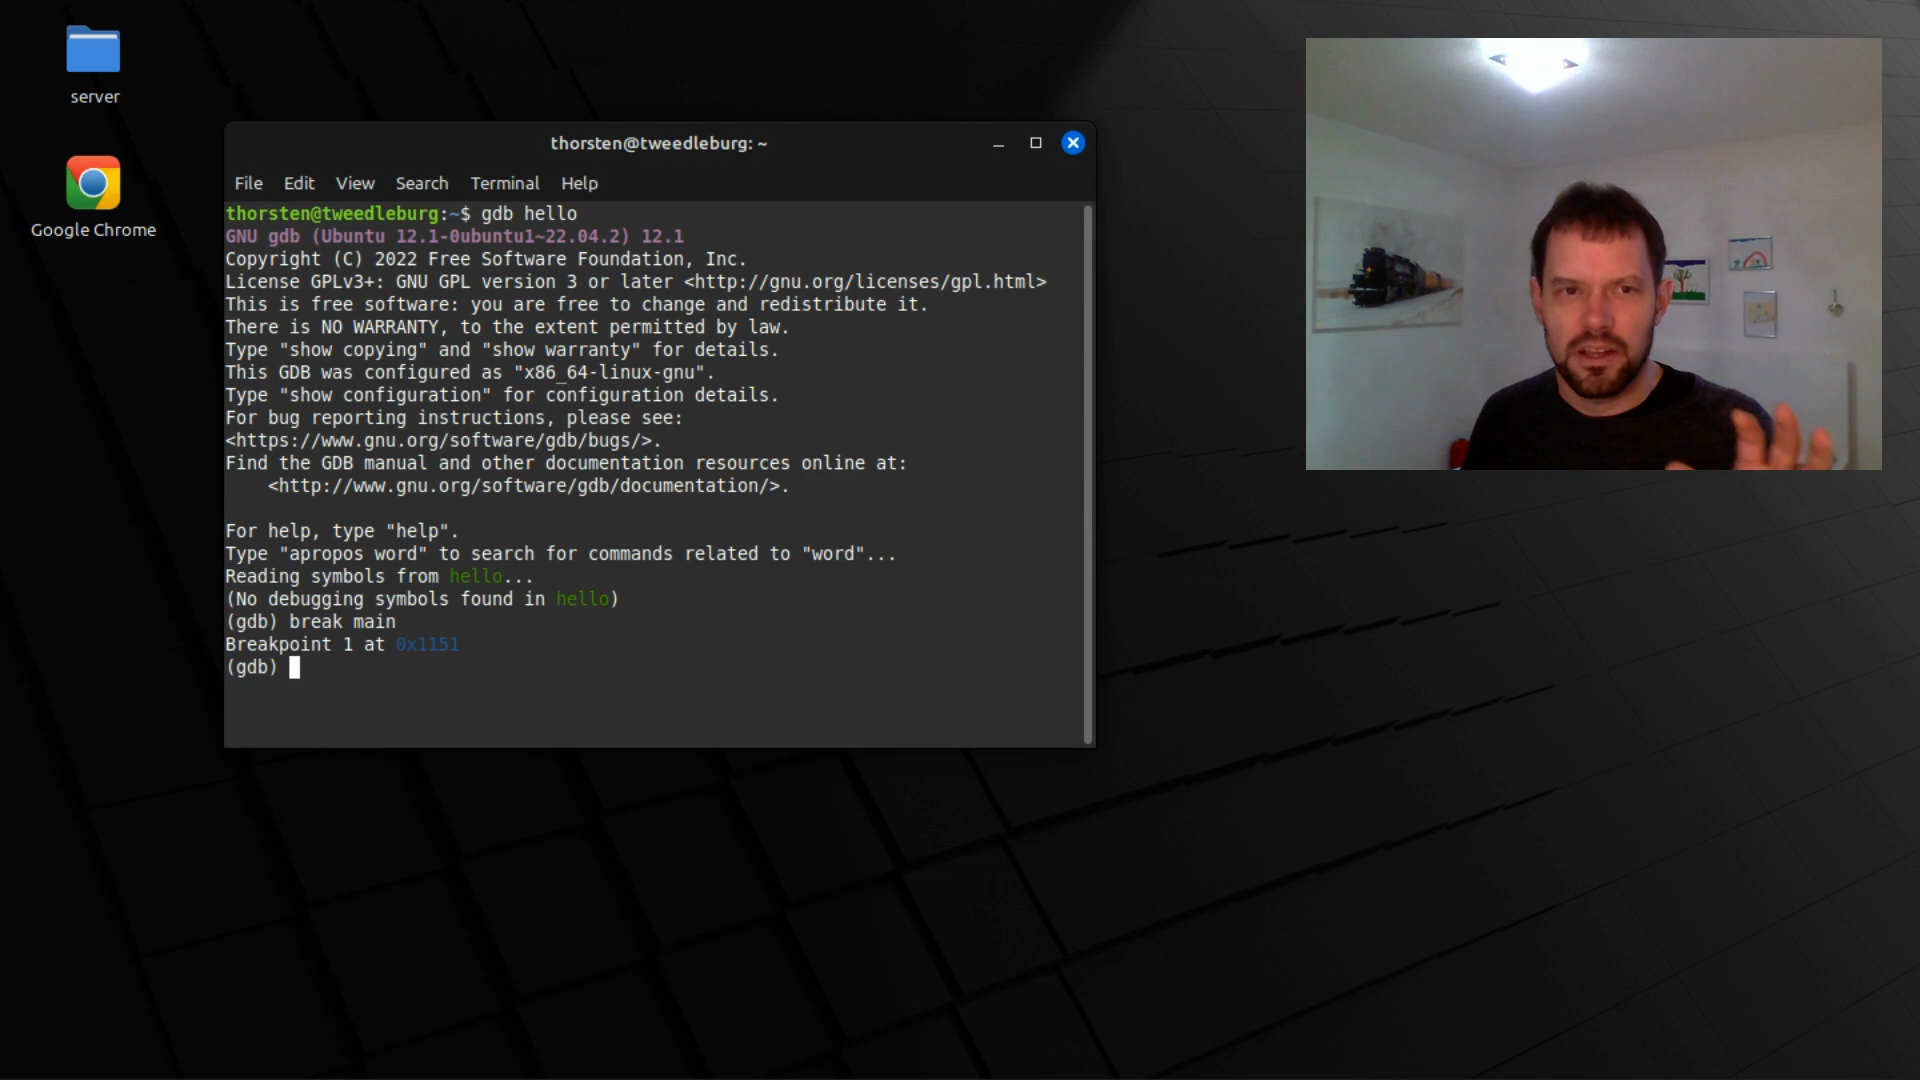 server
Google Chrome
thorsten@tweedleburg: ~
File Edit View Search Terminal Help
thorsten@tweedleburg:~$ gdb hello
GNU gdb (Ubuntu 12.1-0ubuntu1~22.04.2) 12.1
Copyright (C) 2022 Free Software Foundation, Inc.
License GPLv3+: GNU GPL version 3 or later <http://gnu.org/licenses/gpl.html>
This is free software: you are free to change and redistribute it.
There is NO WARRANTY, to the extent permitted by law.
Type "show copying" and "show warranty" for details.
This GDB was configured as "x86_64-linux-gnu".
Type "show configuration" for configuration details.
For bug reporting instructions, please see:
<https://www.gnu.org/software/gdb/bugs/>.
Find the GDB manual and other documentation resources online at:
    <http://www.gnu.org/software/gdb/documentation/>.
For help, type "help".
Type "apropos word" to search for commands related to "word"...
Reading symbols from hello...
(No debugging symbols found in hello)
(gdb) break main
Breakpoint 1 at 0x1151
(gdb)